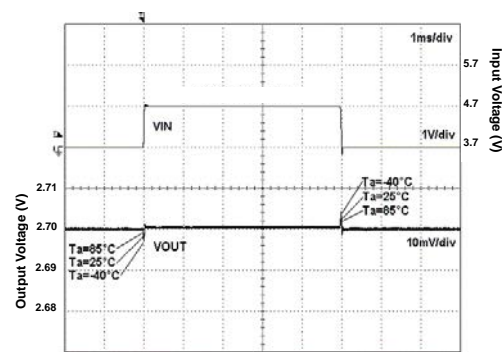 1ms/div
5.7
4.7
VIN
1V/div
3.7
Input Voltage (V)
Output Voltage (V)
2.71
Ta=-40°C
Ta=25°C
Ta=85°C
2.70
Ta=85°C
Ta=25°C
Ta=-40°C
VOUT
10mV/div
2.69
2.68